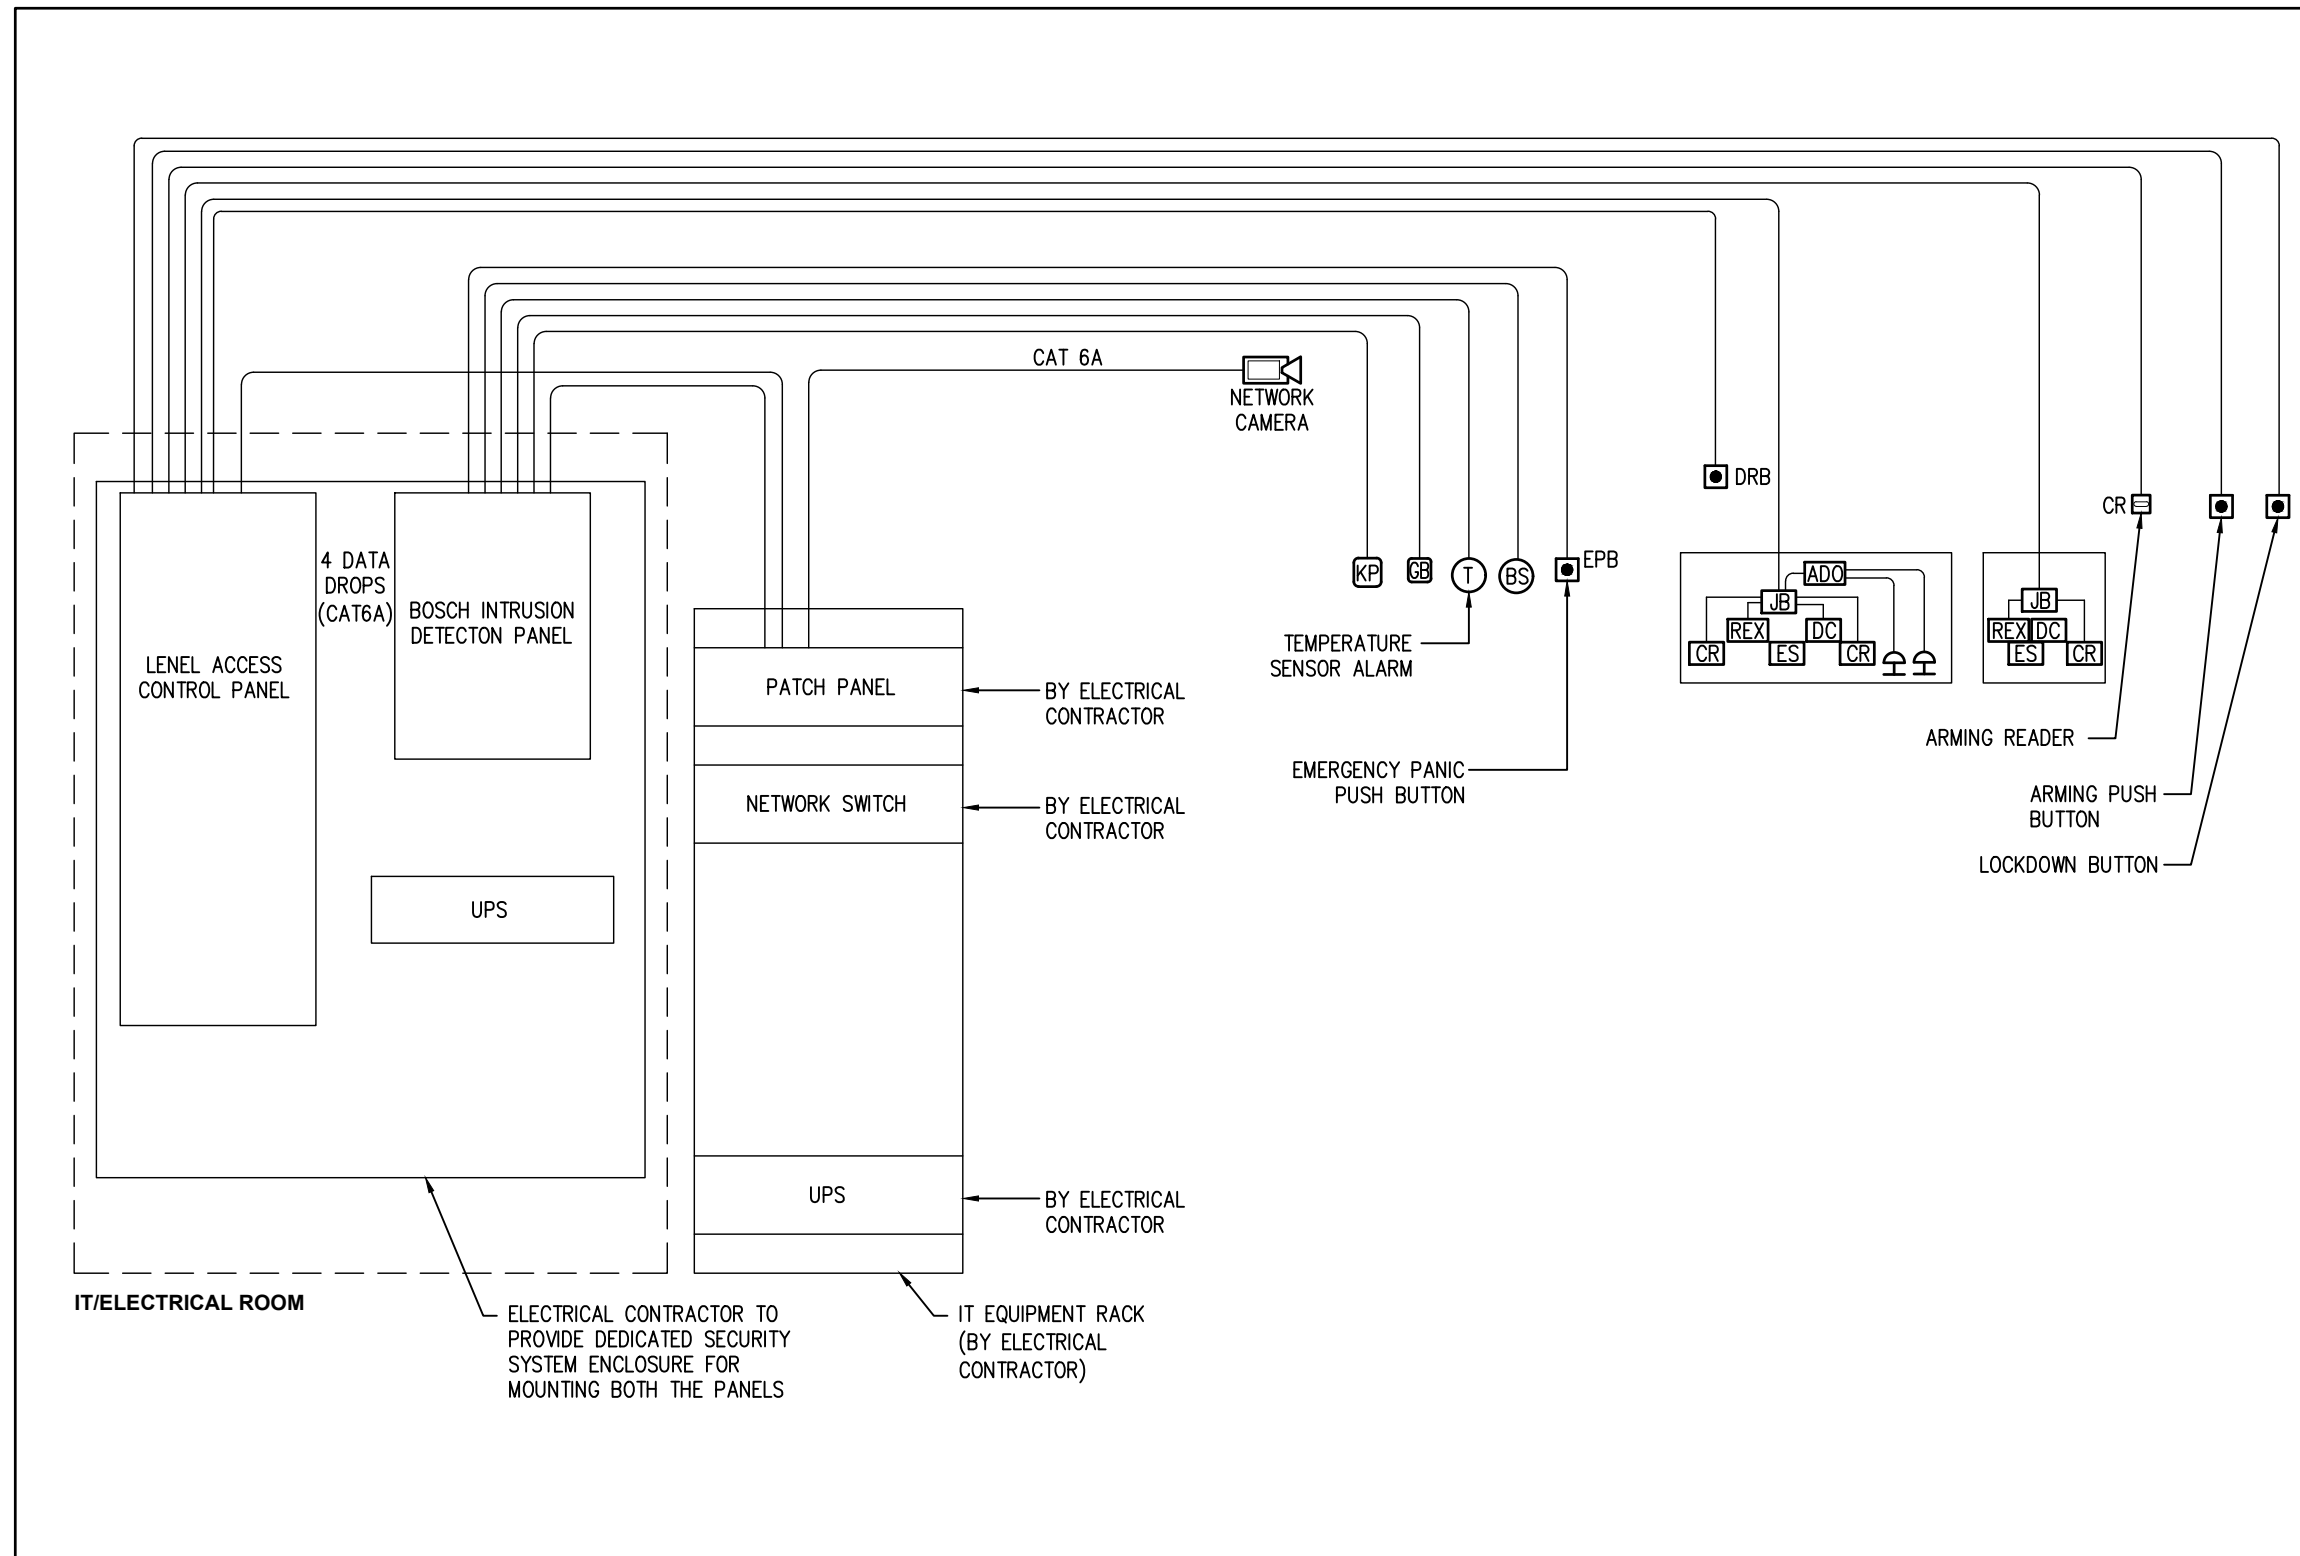 CAT 6A
NETWORK
CAMERA
DRB
CR
4 DATA
DROPS
(CAT6A)
BOSCH INTRUSION
DETECTON PANEL
LENEL ACCESS
CONTROL PANEL
KP
GB
T
BS
EPB
ADO
JB
REX
DC
CR
ES
CR
JB
REX
DC
ES
CR
TEMPERATURE
SENSOR ALARM
PATCH PANEL
BY ELECTRICAL
CONTRACTOR
ARMING READER
EMERGENCY PANIC
PUSH BUTTON
NETWORK SWITCH
BY ELECTRICAL
CONTRACTOR
ARMING PUSH
BUTTON
LOCKDOWN BUTTON
UPS
UPS
BY ELECTRICAL
CONTRACTOR
IT/ELECTRICAL ROOM
ELECTRICAL CONTRACTOR TO
PROVIDE DEDICATED SECURITY
SYSTEM ENCLOSURE FOR
MOUNTING BOTH THE PANELS
IT EQUIPMENT RACK
(BY ELECTRICAL
CONTRACTOR)